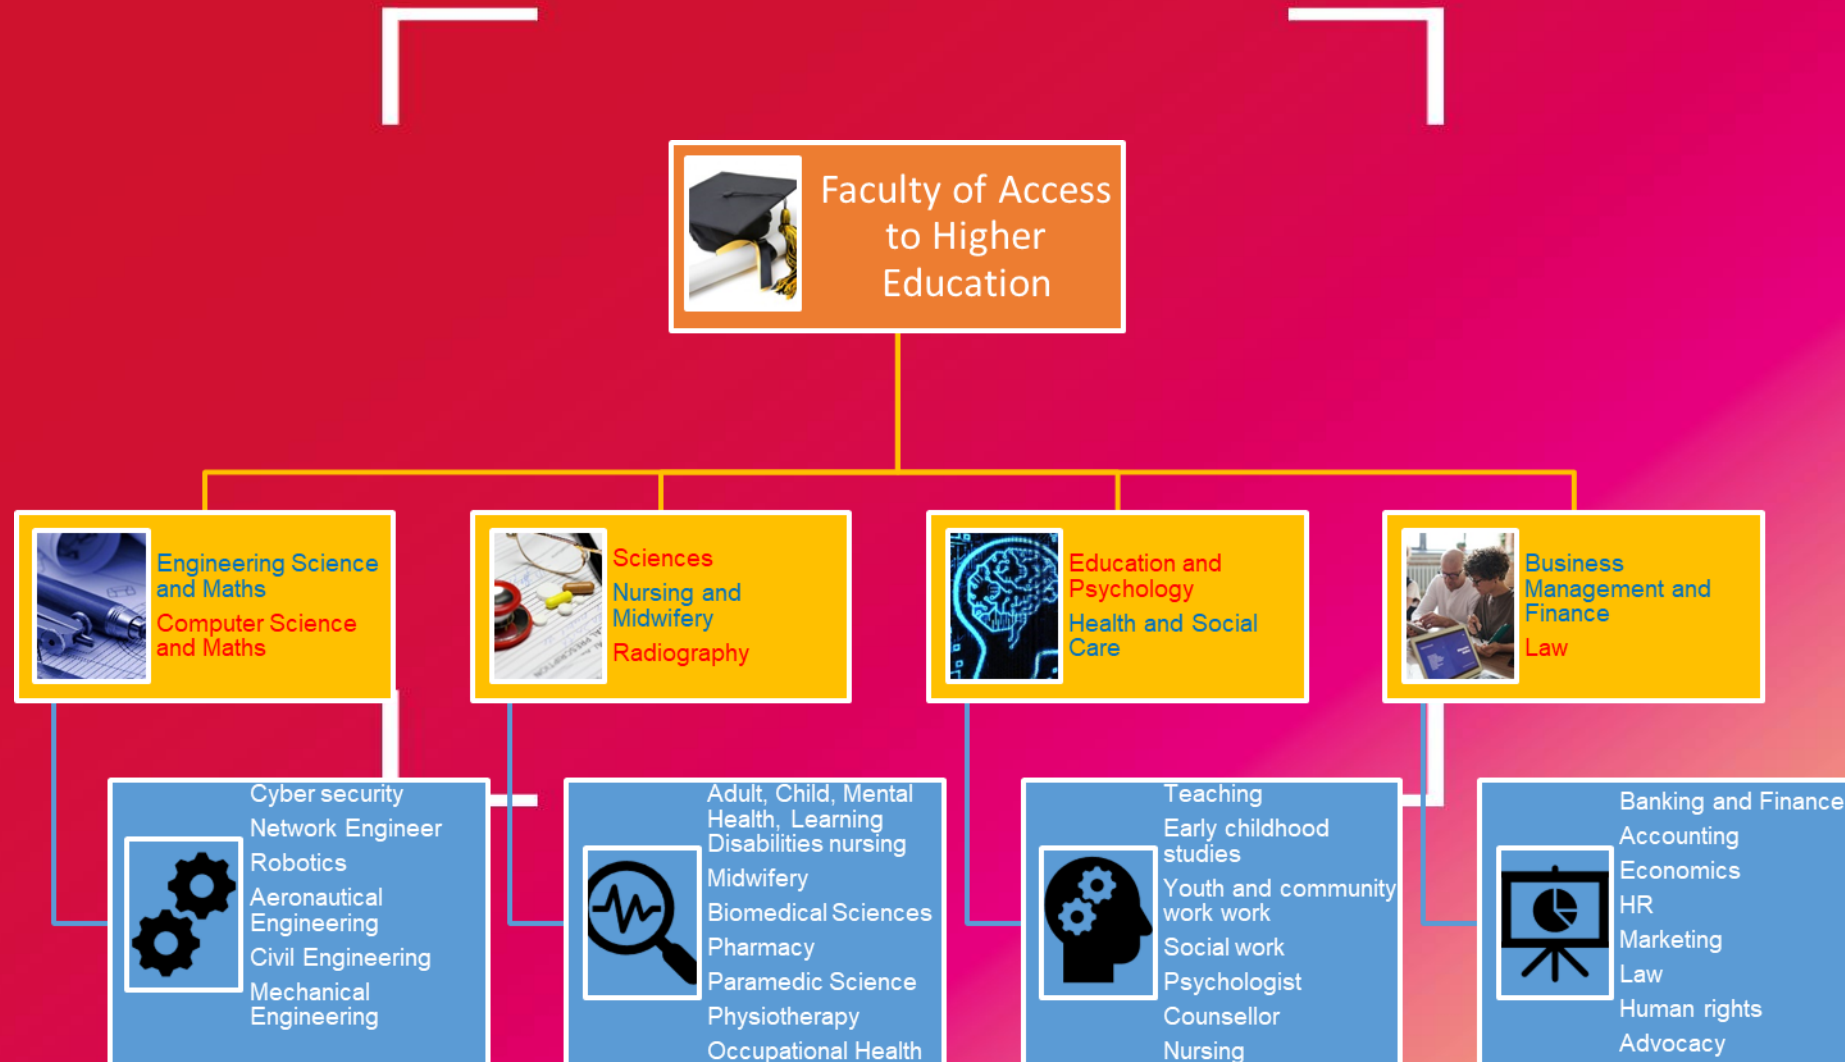 Faculty of Access
to Higher
Education
Engineering Science
and Maths
Computer Science
and Maths
Sciences
Nursing and
Midwifery
Radiography
Education and
Psychology
Health and Social
Care
Business
Management and
Finance
Law
Cyber security
Network Engineer
Robotics
Aeronautical
Engineering
Civil Engineering
Mechanical
Engineering
Adult, Child, Mental
Health, Learning
Disabilities nursing
Midwifery
Biomedical Sciences
Pharmacy
Paramedic Science
Physiotherapy
Occupational Health
Teaching
Early childhood
studies
Youth and community
work work
Social work
Psychologist
Counsellor
Nursing
Banking and Finance
Accounting
Economics
HR
Marketing
Law
Human rights
Advocacy